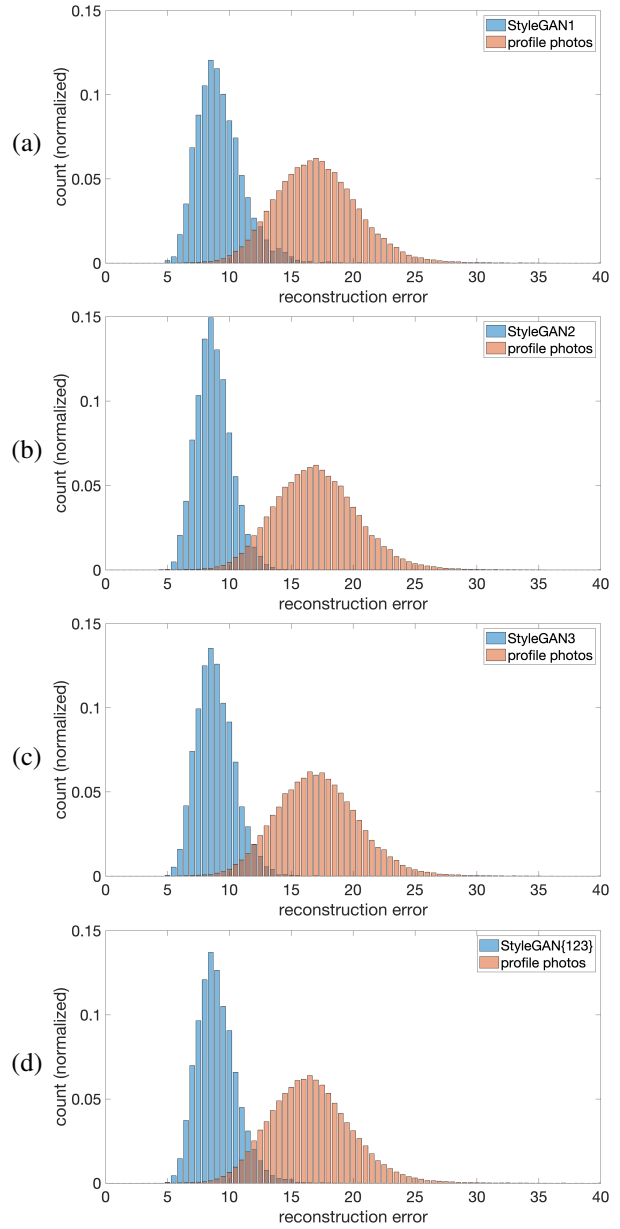 (a)
count (normalized)
0.15
0.1
0.05
0
StyleGAN1
profile photos
0 5 10 15 20 25 30 35 40
reconstruction error
(b)
count (normalized)
0.15
0.1
0.05
0
StyleGAN2
profile photos
0 5 10 15 20 25 30 35 40
reconstruction error
(c)
count (normalized)
0.15
0.1
0.05
0
StyleGAN3
profile photos
0 5 10 15 20 25 30 35 40
reconstruction error
(d)
count (normalized)
0.15
0.1
0.05
0
StyleGAN{123}
profile photos
0 5 10 15 20 25 30 35 40
reconstruction error